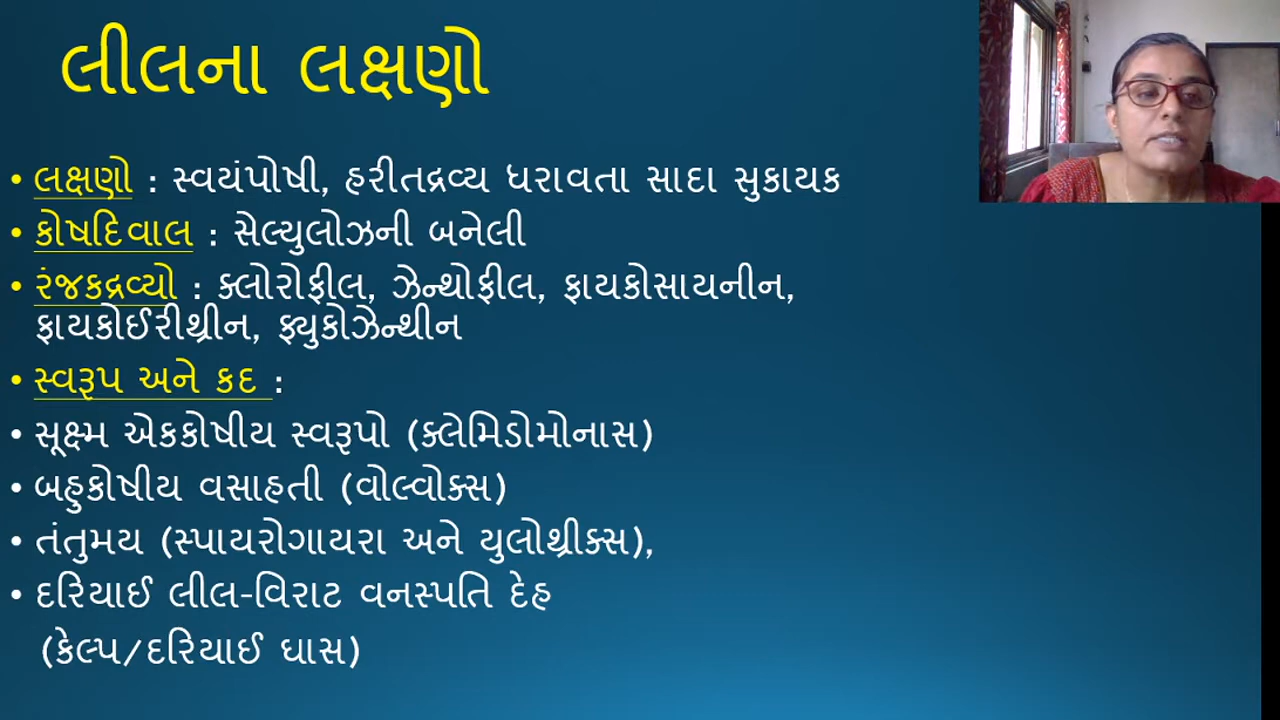 લીલના લક્ષણો
• લક્ષણો : સ્વયંપોષી, હરીતદ્રવ્ય ધરાવતા સાદા સુકાયક
• કોષદિવાલ : સેલ્યુલોઝની બનેલી
• રંજકદ્રવ્યો : ક્લોરોફીલ, ઝેન્થોફીલ, ફાયકોસાયનીન,
ફાયકોઈરીથ્રીન, ફ્યુકોઝેન્થીન
• સ્વરૂપ અને કદ :
• સૂક્ષ્મ એકકોષીય સ્વરૂપો (ક્લેમિડોમોનાસ)
• બહુકોષીય વસાહતી (વોલ્વોક્સ)
• તંતુમય (સ્પાયરોગાયરા અને યુલોથ્રીક્સ),
• દરિયાઈ લીલ-વિરાટ વનસ્પતિ દેહ
(કેલ્પ/દરિયાઈ ઘાસ)